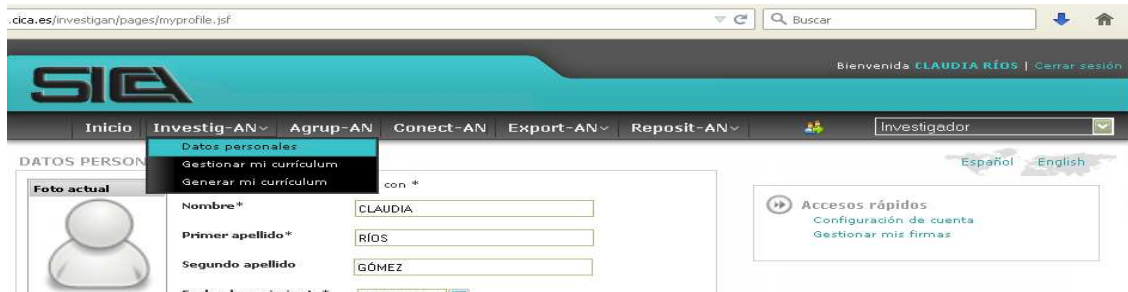 .cica.es/investigan/pages/myprofile.jsf Buscar
Bienvenida CLAUDIA RÍOS | Cerrar sesión
SICA
Inicio Investig-AN Agrup-AN Conect-AN Export-AN Reposit-AN Investigador
Datos personales
Gestionar mi currículum
Generar mi currículum
DATOS PERSON
Español English
Foto actual
con *
Nombre* CLAUDIA
Primer apellido* RÍOS
Segundo apellido GÓMEZ
Accesos rápidos
Configuración de cuenta
Gestionar mis firmas